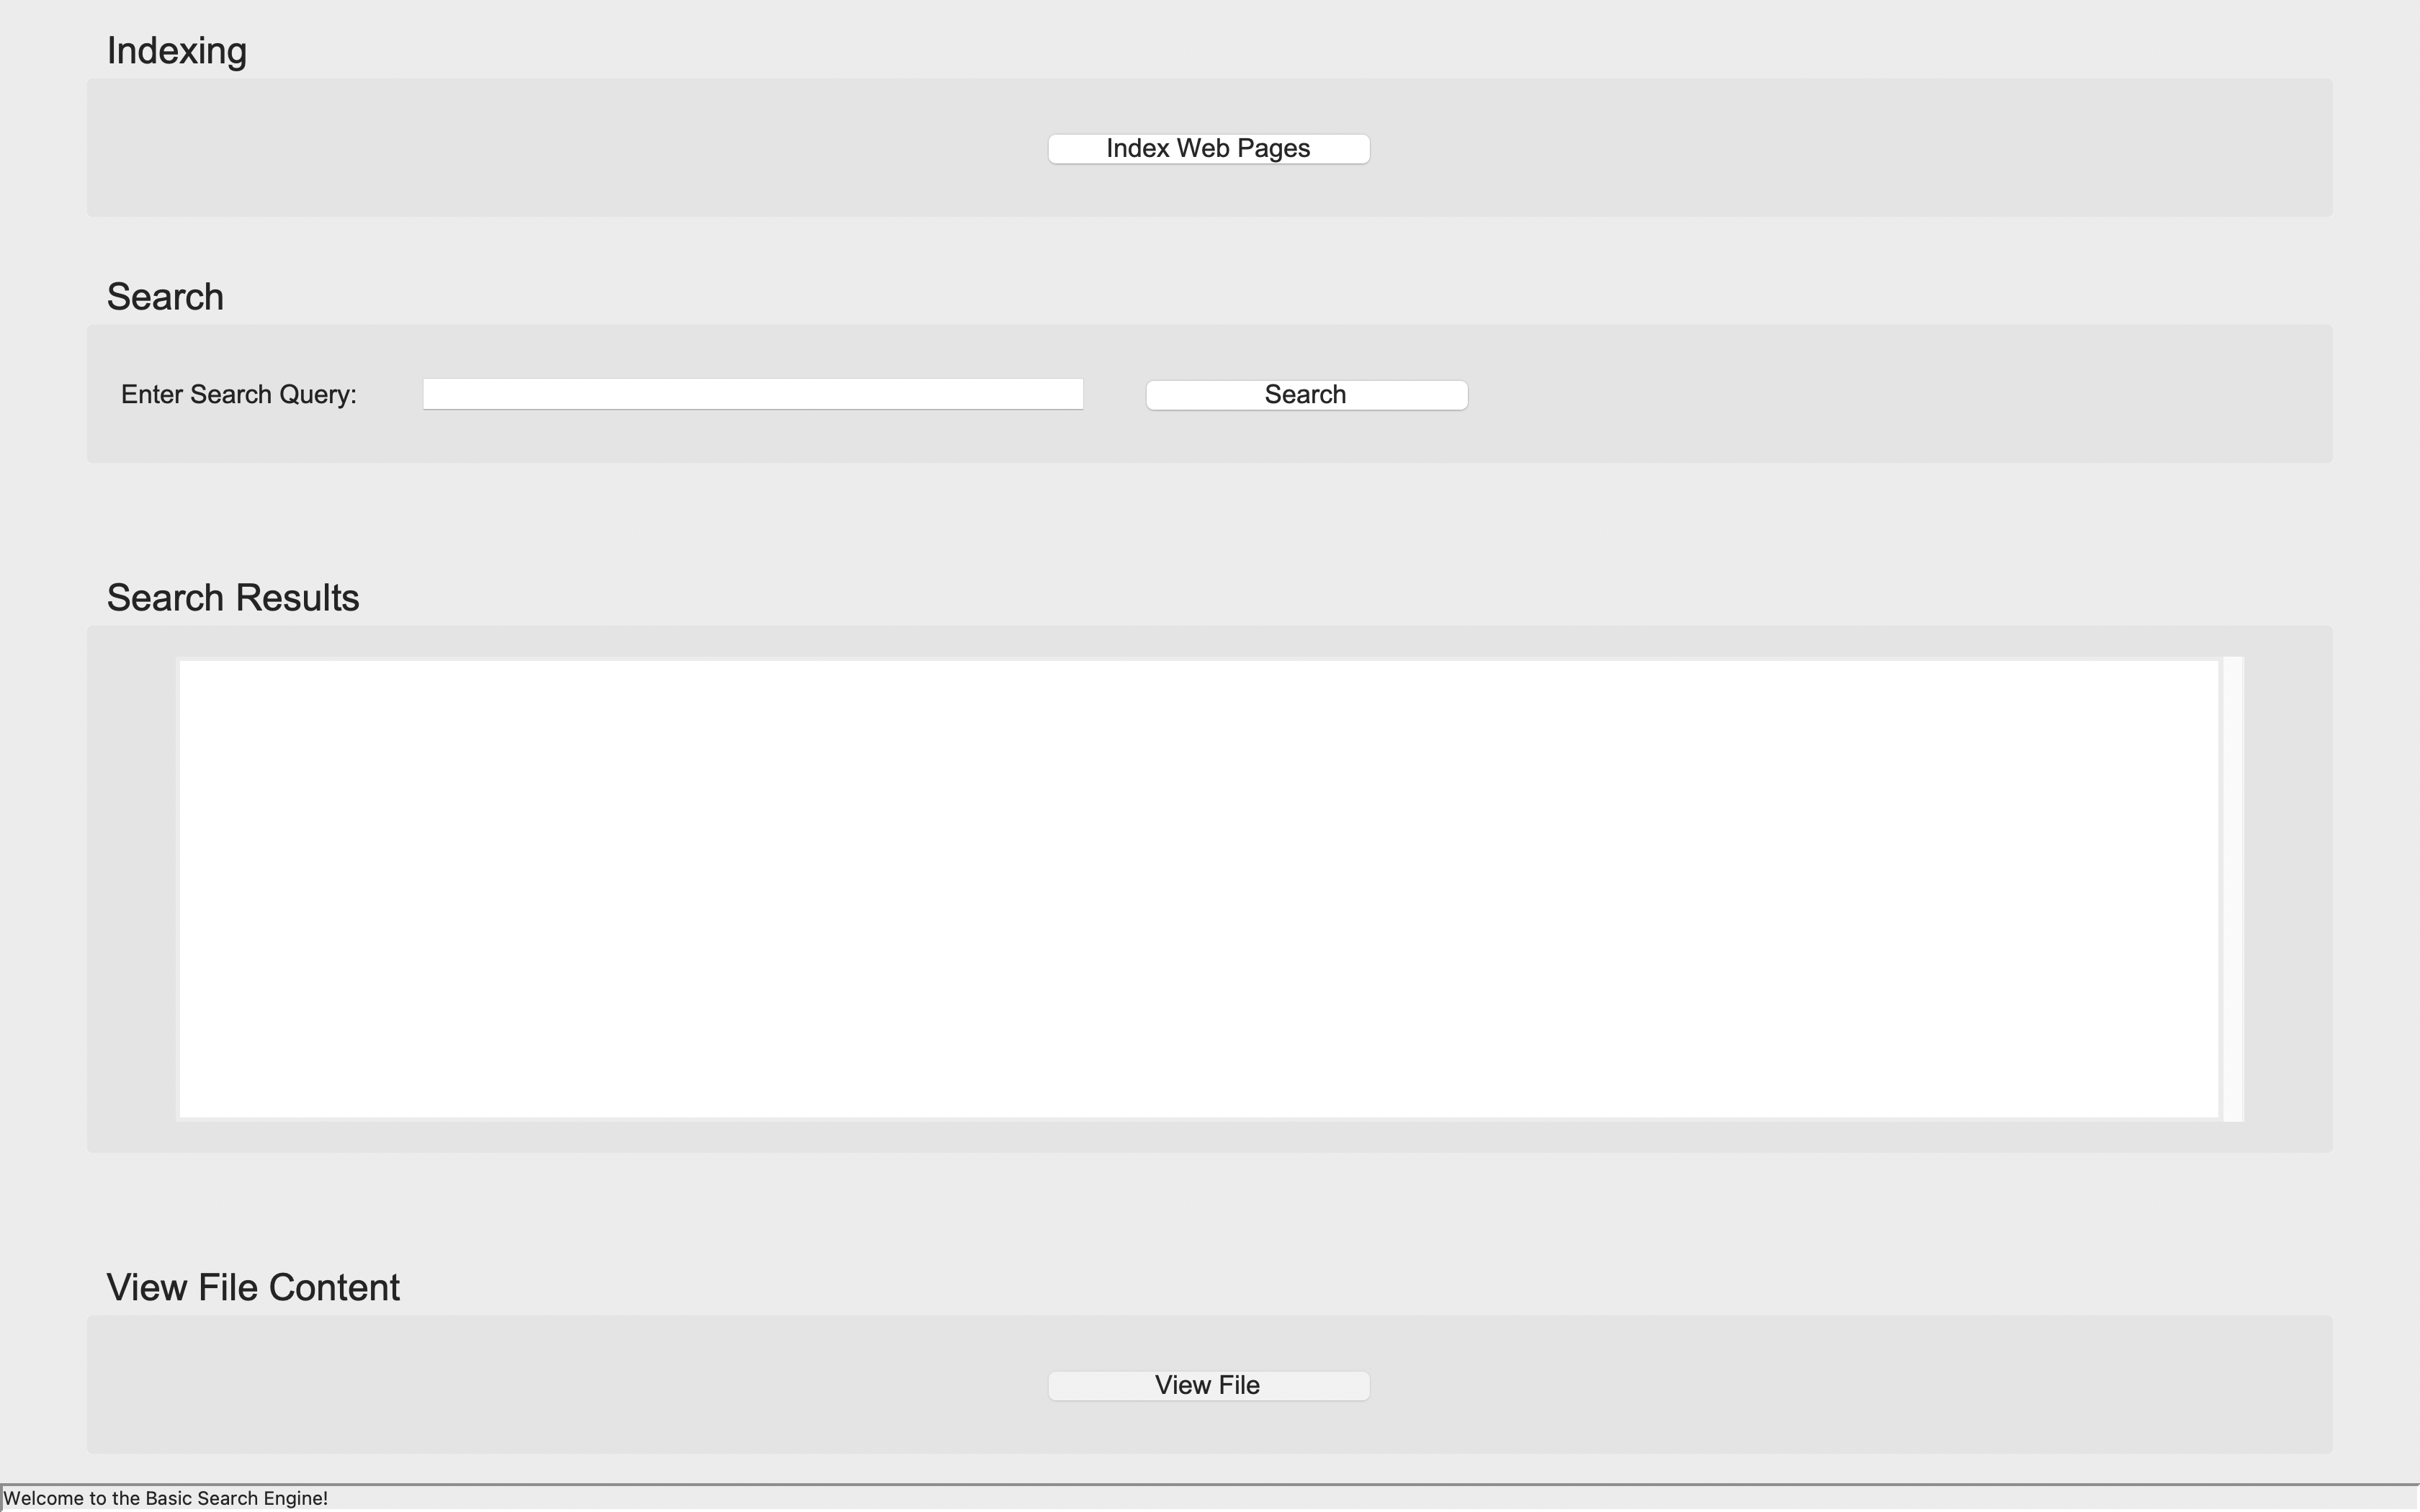 Indexing
Index Web Pages
Search
Enter Search Query: Search
Search Results
View File Content
View File
Welcome to the Basic Search Engine!